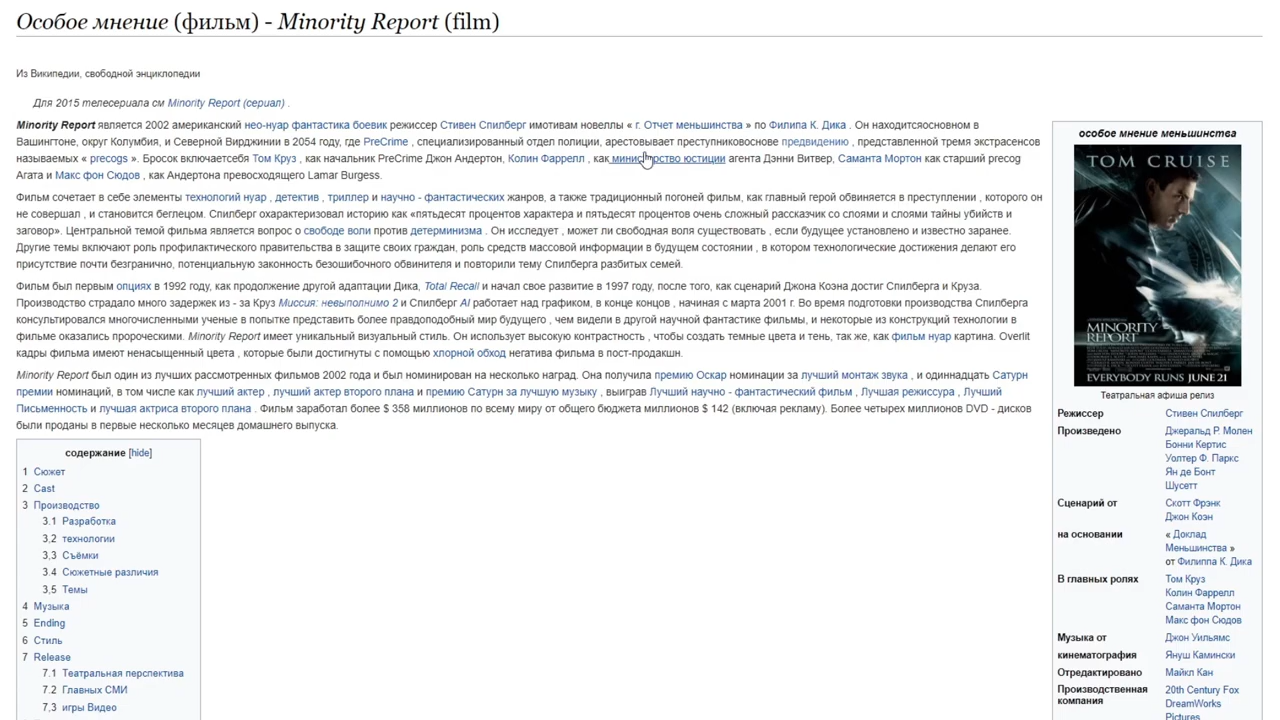 Особое мнение (фильм) - Minority Report (film)
Из Википедии, свободной энциклопедии
Для 2015 телесериала см Minority Report (сериал) .
Minority Report является 2002 американский нео-нуар фантастика боевик режиссер Стивен Спилберг имотивам новеллы « г. Отчет меньшинства » по Филипа К. Дика . Он находитсяосновном в
Вашингтоне, округ Колумбия, и Северной Вирджинии в 2054 году, где PreCrime , специализированный отдел полиции, арестовывает преступниковоснове предвидению , представленной тремя экстрасенсов
называемых « precogs ». Бросок включаетсебя Том Круз , как начальник PreCrime Джон Андертон, Колин Фаррелл , как министерство юстиции агента Дэнни Витвер, Саманта Мортон как старший precog
Агата и Макс фон Сюдов , как Андертона превосходящего Lamar Burgess.
Фильм сочетает в себе элементы технологий нуар , детектив , триллер и научно - фантастических жанров, а также традиционный погоней фильм, как главный герой обвиняется в преступлении , которого он
не совершал , и становится беглецом. Спилберг охарактеризовал историю как «пятьдесят процентов характера и пятьдесят процентов очень сложный рассказчик со слоями и слоями тайны убийств и
заговор». Центральной темой фильма является вопрос о свободе воли против детерминизма . Он исследует , может ли свободная воля существовать , если будущее установлено и известно заранее.
Другие темы включают роль профилактического правительства в защите своих граждан, роль средств массовой информации в будущем состоянии , в котором технологические достижения делают его
присутствие почти безгранично, потенциальную законность безошибочного обвинителя и повторили тему Спилберга разбитых семей.
Фильм был первым опциях в 1992 году, как продолжение другой адаптации Дика, Total Recall и начал свое развитие в 1997 году, после того, как сценарий Джона Коэна достиг Спилберга и Круза.
Производство страдало много задержек из - за Круз Миссия: невыполнимо 2 и Спилберг AI работает над графиком, в конце концов , начиная с марта 2001 г. Во время подготовки производства Спилберга
консультировался многочисленными ученые в попытке представить более правдоподобный мир будущего , чем видели в другой научной фантастике фильмы, и некоторые из конструкций технологии в
фильме оказались пророческими. Minority Report имеет уникальный визуальный стиль. Он использует высокую контрастность , чтобы создать темные цвета и тень, так же, как фильм нуар картина. Overlit
кадры фильма имеют ненасыщенный цвета , которые были достигнуты с помощью хлорной обход негатива фильма в пост-продакшн.
Minority Report был один из лучших рассмотренных фильмов 2002 года и был номинирован на несколько наград. Она получила премию Оскар номинации за лучший монтаж звука , и одиннадцать Сатурн
премии номинаций, в том числе как лучший актер , лучший актер второго плана и премию Сатурн за лучшую музыку , выиграв Лучший научно - фантастический фильм , Лучшая режиссура , Лучший
Письменность и лучшая актриса второго плана . Фильм заработал более $ 358 миллионов по всему миру от общего бюджета миллионов $ 142 (включая рекламу). Более четырех миллионов DVD - дисков
были проданы в первые несколько месяцев домашнего выпуска.
содержание [hide]
1 Сюжет
2 Cast
3 Производство
3.1 Разработка
3,2 технологии
3,3 Съёмки
3.4 Сюжетные различия
3,5 Темы
4 Музыка
5 Ending
6 Стиль
7 Release
7.1 Театральная перспектива
7.2 Главных СМИ
7,3 игры Видео
особое мнение меньшинства
TOM CRUISE
MINORITY
REPORT
EVERYBODY RUNS JUNE 21
Театральная афиша релиз
Режиссер Стивен Спилберг
Произведено Джеральд Р. Молен
Бонни Кертис
Уолтер Ф. Паркс
Ян де Бонт
Шусетт
Сценарий от Скотт Фрэнк
Джон Коэн
на основании « Доклад
Меньшинства »
от Филиппа К. Дика
В главных ролях Том Круз
Колин Фаррелл
Саманта Мортон
Макс фон Сюдов
Музыка от Джон Уильямс
кинематография Януш Камински
Отредактировано Майкл Кан
Производственная 20th Century Fox
компания DreamWorks
Pictures